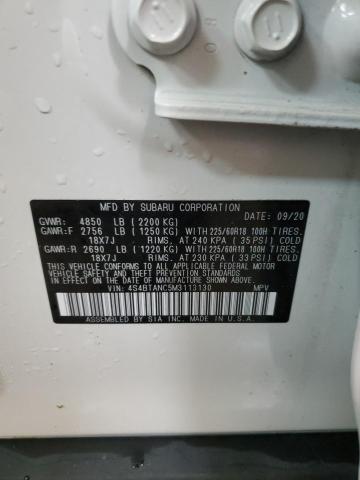 MFD BY SUBARU CORPORATION
DATE: 09/20
GVWR: 4850 LB (2200 KG)
GAWR:F 2756 LB (1250 KG) WITH 225/60R18 100H TIRES.
18X7J RIMS. AT 240 KPA (35 PSI) COLD
GAWR:R 2690 LB (1220 KG) WITH 225/60R18 100H TIRES.
18X7J RIMS. AT 230 KPA (33 PSI) COLD
THIS VEHICLE CONFORMS TO ALL APPLICABLE FEDERAL MOTOR VEHICLE
SAFETY AND THEFT PREVENTION STANDARDS IN EFFECT ON THE DATE OF
MANUFACTURE SHOWN ABOVE.
VIN: 4S4BTANC5M3113130 MPV
ASSEMBLED BY SIA INC. MADE IN U.S.A.